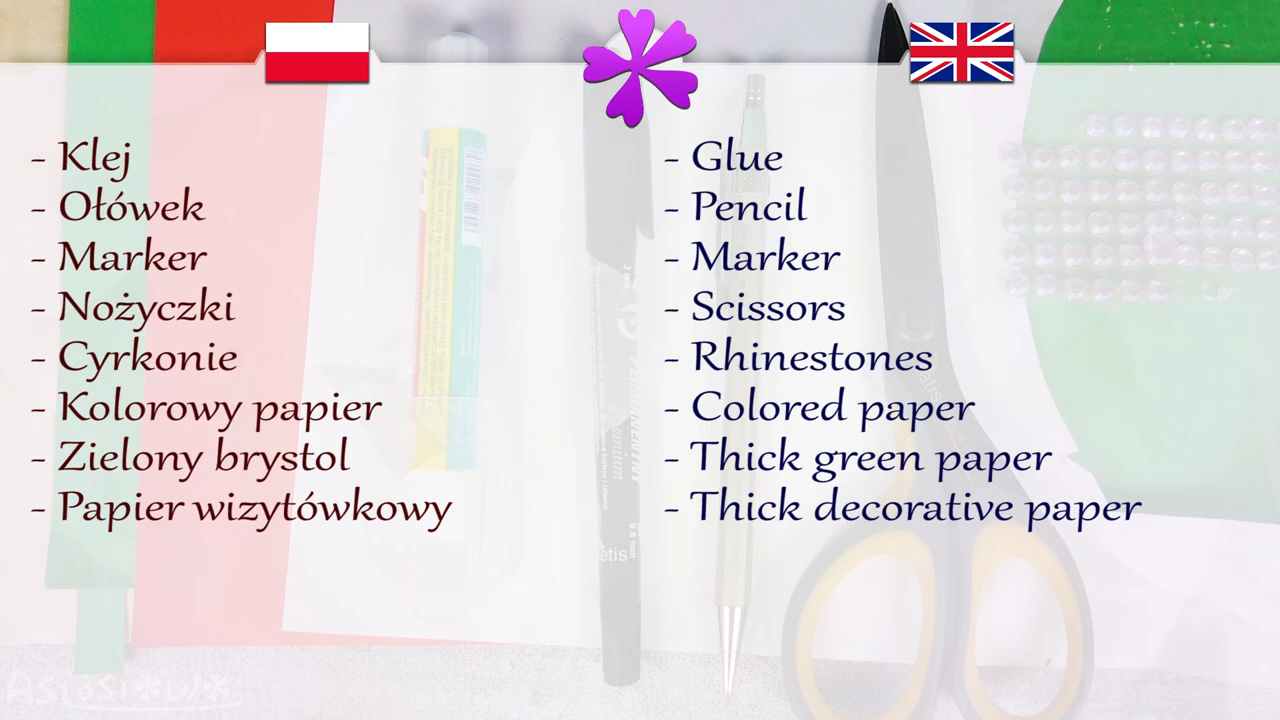 - Klej
- Ołówek
- Marker
- Nożyczki
- Cyrkonie
- Kolorowy papier
- Zielony brystol
- Papier wizytówkowy
- Glue
- Pencil
- Marker
- Scissors
- Rhinestones
- Colored paper
- Thick green paper
- Thick decorative paper